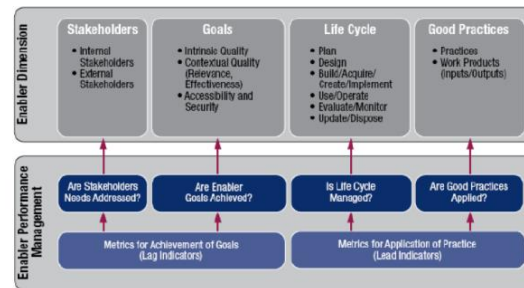 Enabler Dimension
Stakeholders
• Internal
Stakeholders
• External
Stakeholders
Goals
• Intrinsic Quality
• Contextual Quality
(Relevance,
Effectiveness)
• Accessibility and
Security
Life Cycle
• Plan
• Design
• Build/Acquire/
Create/Implement
• Use/Operate
• Evaluate/Monitor
• Update/Dispose
Good Practices
• Practices
• Work Products
(Inputs/Outputs)
Enabler Performance
Management
Are Stakeholders
Needs Addressed?
Are Enabler
Goals Achieved?
Is Life Cycle
Managed?
Are Good Practices
Applied?
Metrics for Achievement of Goals
(Lag Indicators)
Metrics for Application of Practice
(Lead Indicators)